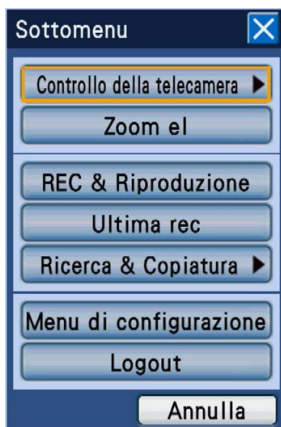 Sottomenu
Controllo della telecamera
Zoom el
REC & Riproduzione
Ultima rec
Ricerca & Copiatura
Menu di configurazione
Logout
Annulla